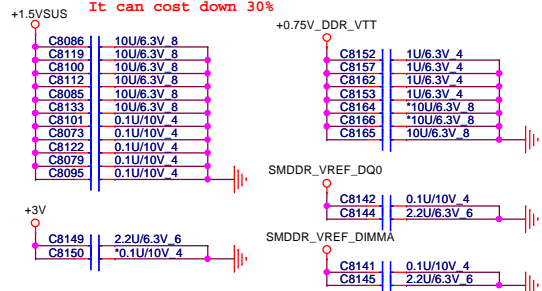 It can cost down 30%
+1.5VSUS
C8086 10U/6.3V_8
C8119 10U/6.3V_8
C8100 10U/6.3V_8
C8112 10U/6.3V_8
C8085 10U/6.3V_8
C8133 10U/6.3V_8
C8101 0.1U/10V_4
C8073 0.1U/10V_4
C8122 0.1U/10V_4
C8079 0.1U/10V_4
C8095 0.1U/10V_4
+3V
C8149 2.2U/6.3V_6
C8150 *0.1U/10V_4
+0.75V_DDR_VTT
C8152 1U/6.3V_4
C8157 1U/6.3V_4
C8162 1U/6.3V_4
C8153 1U/6.3V_4
C8164 *10U/6.3V_8
C8166 *10U/6.3V_8
C8165 10U/6.3V_8
SMDDR_VREF_DQ0
C8142 0.1U/10V_4
C8144 2.2U/6.3V_6
SMDDR_VREF_DIMMA
C8141 0.1U/10V_4
C8145 2.2U/6.3V_6